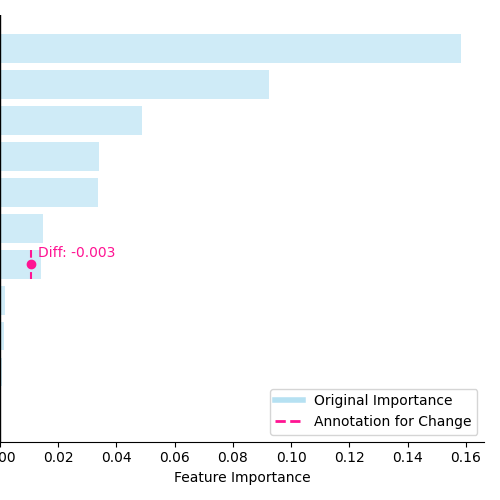 Diff: -0.003
Original Importance
Annotation for Change
00 0.02 0.04 0.06 0.08 0.10 0.12 0.14 0.16
Feature Importance